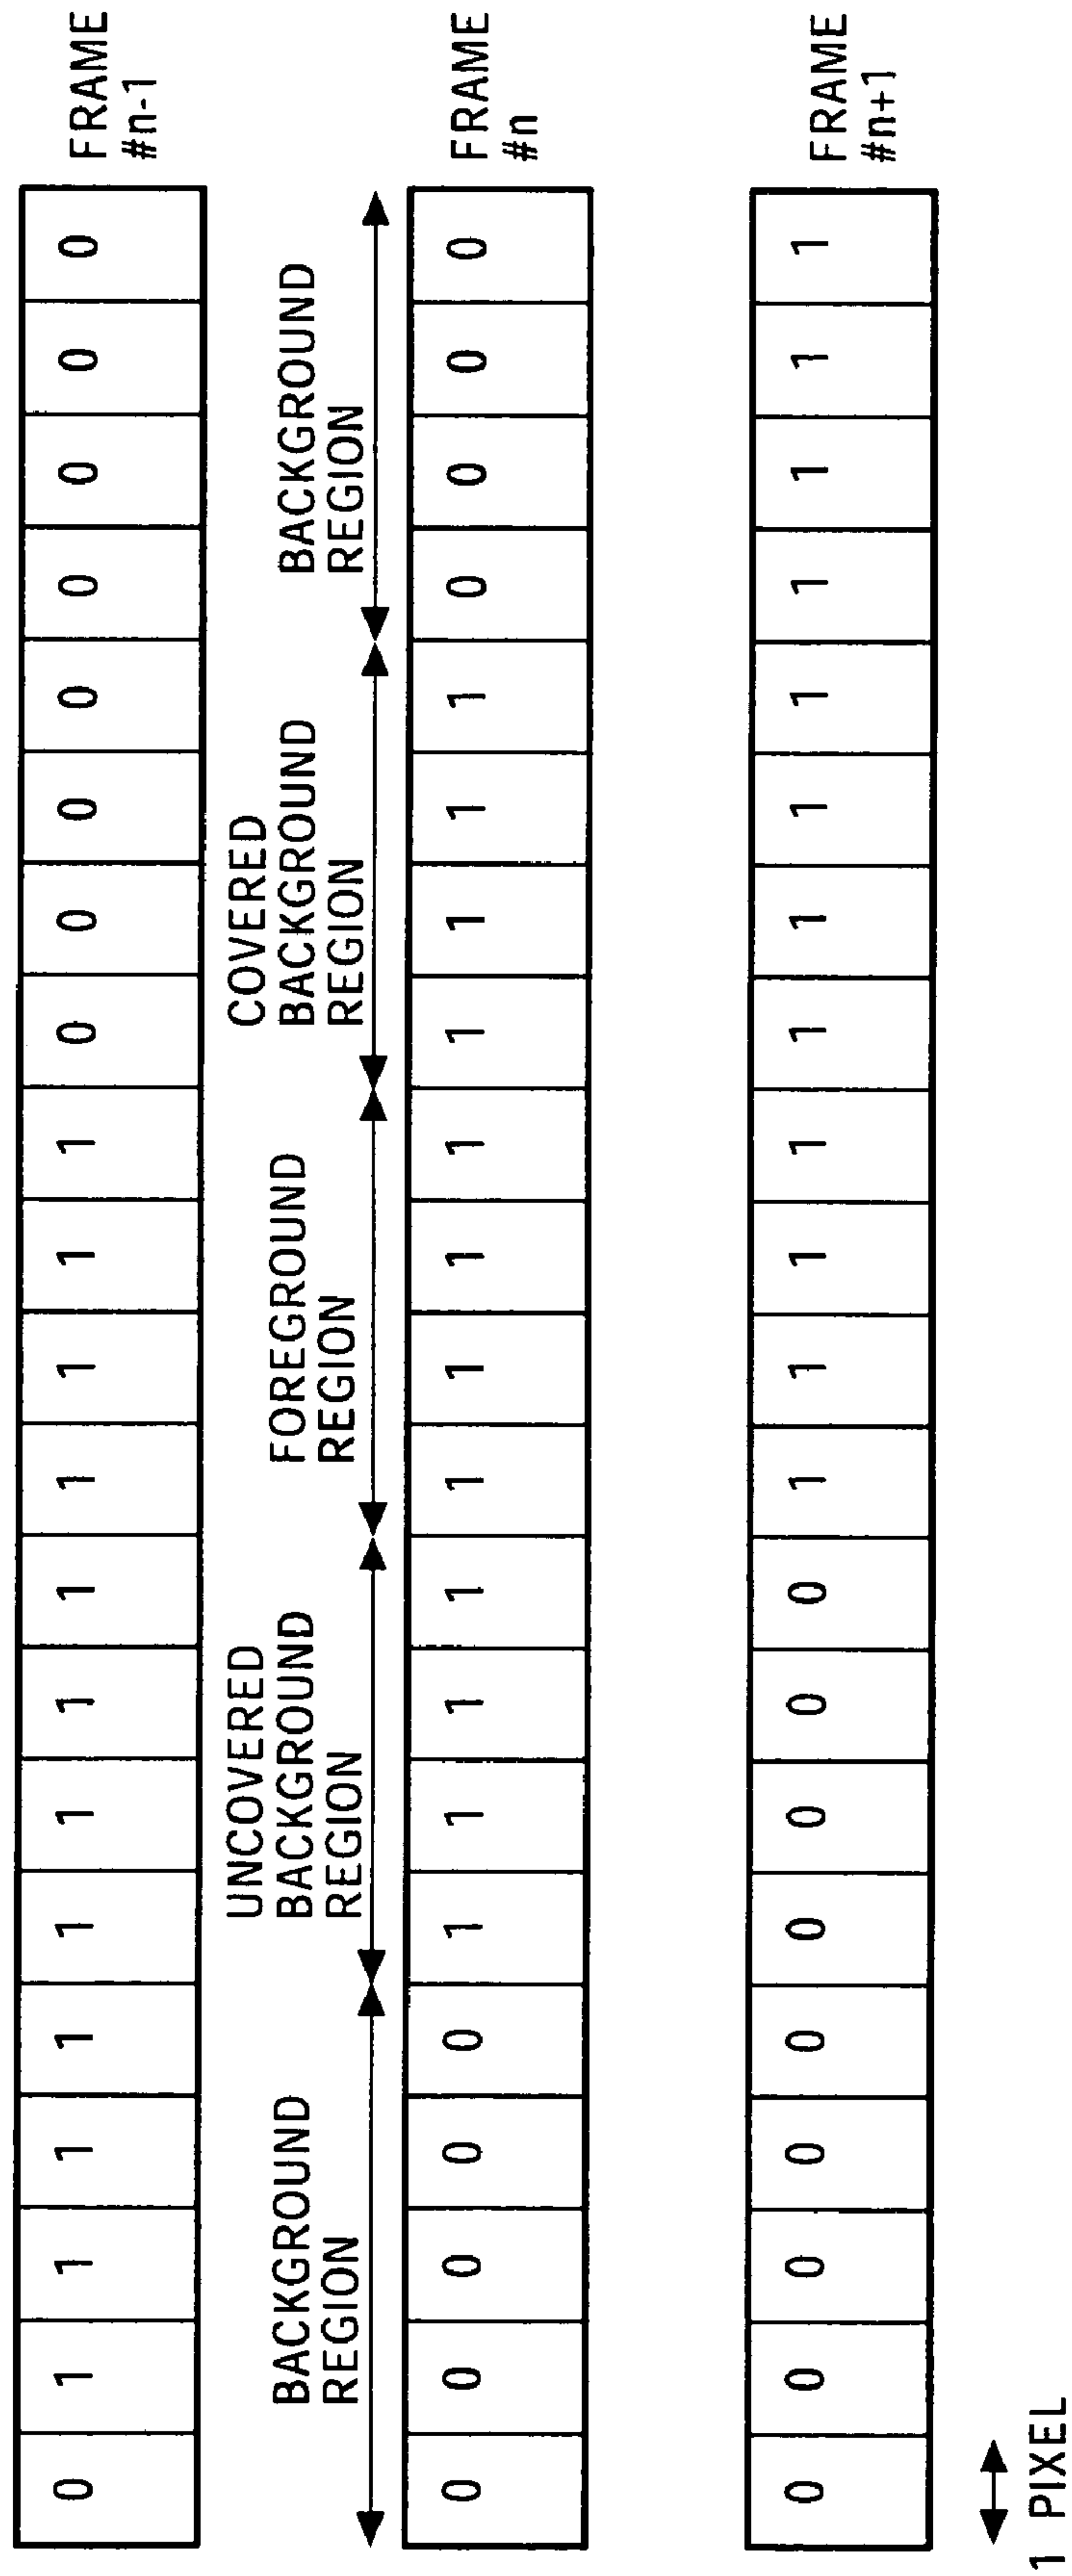 0 1 1 1 1 1 1 1 1 1 1 1 1 0 0 0 0 0 0 0 0
FRAME
#n-1
BACKGROUND
REGION
UNCOVERED
BACKGROUND
REGION
FOREGROUND
REGION
COVERED
BACKGROUND
REGION
BACKGROUND
REGION
0 0 0 0 0 1 1 1 1 1 1 1 1 1 1 1 1 0 0 0 0
FRAME
#n
0 0 0 0 0 0 0 0 0 1 1 1 1 1 1 1 1 1 1 1 1
FRAME
#n+1
1 PIXEL